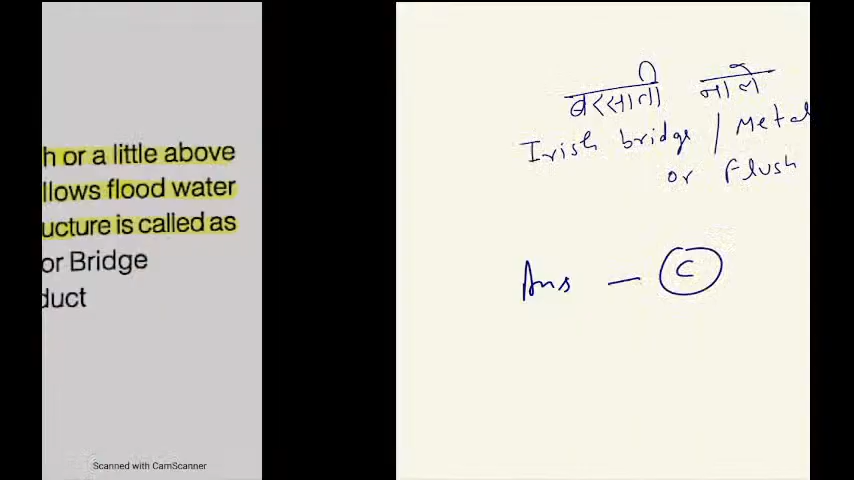 h or a little above
llows flood water
ucture is called as
or Bridge
duct
Scanned with CamScanner
बरसाती नाले
Irish bridge / Metal
or Flush
Ans — C